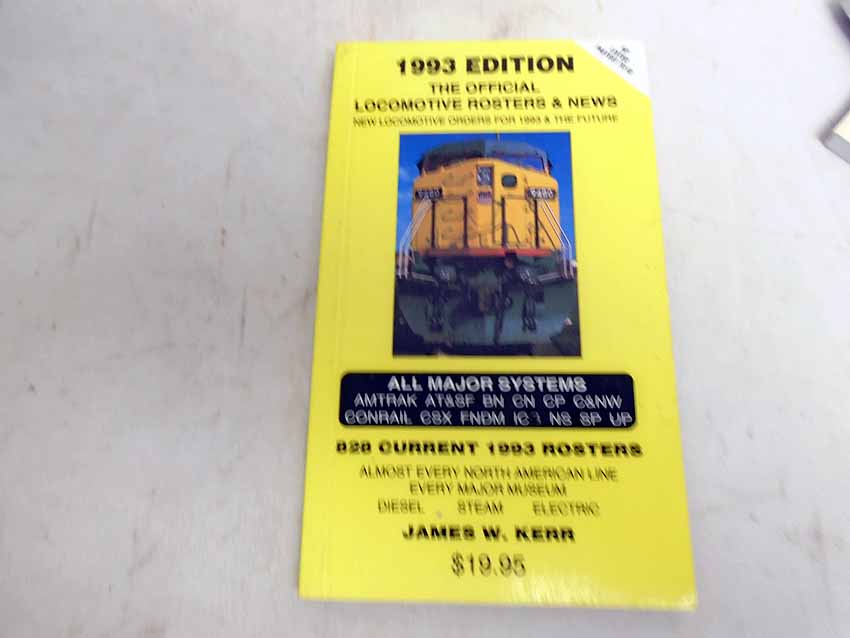 1993 EDITION
THE OFFICIAL
LOCOMOTIVE ROSTERS & NEWS
NEW LOCOMOTIVE ORDERS FOR 1993 & THE FUTURE
ALL MAJOR SYSTEMS
AMTRAK AT&SF BN CN CP C&NW
CONRAIL CSX FNDM IC NS SP UP
828 CURRENT 1993 ROSTERS
ALMOST EVERY NORTH AMERICAN LINE
EVERY MAJOR MUSEUM
DIESEL STEAM ELECTRIC
JAMES W. KERR
$19.95